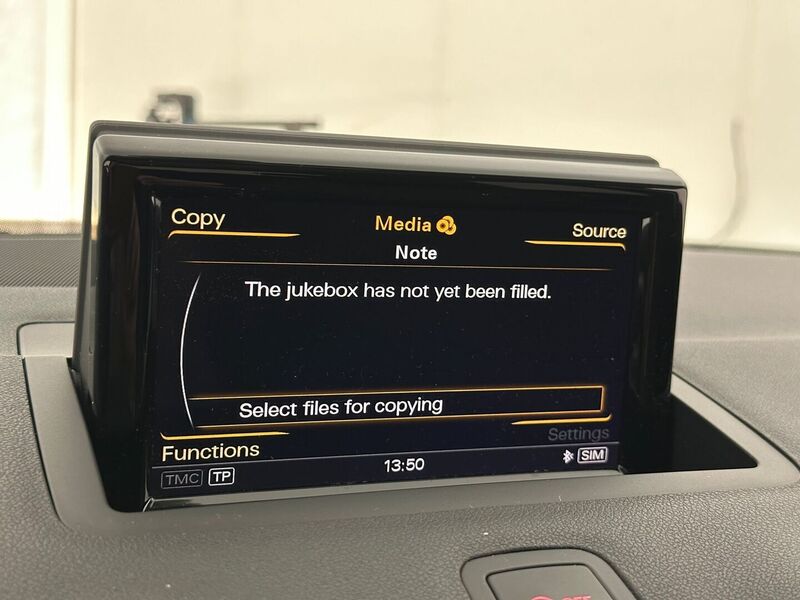 Copy
Media
Source
Note
The jukebox has not yet been filled.
Select files for copying
Settings
Functions
TMC TP
13:50
SIM
OFF